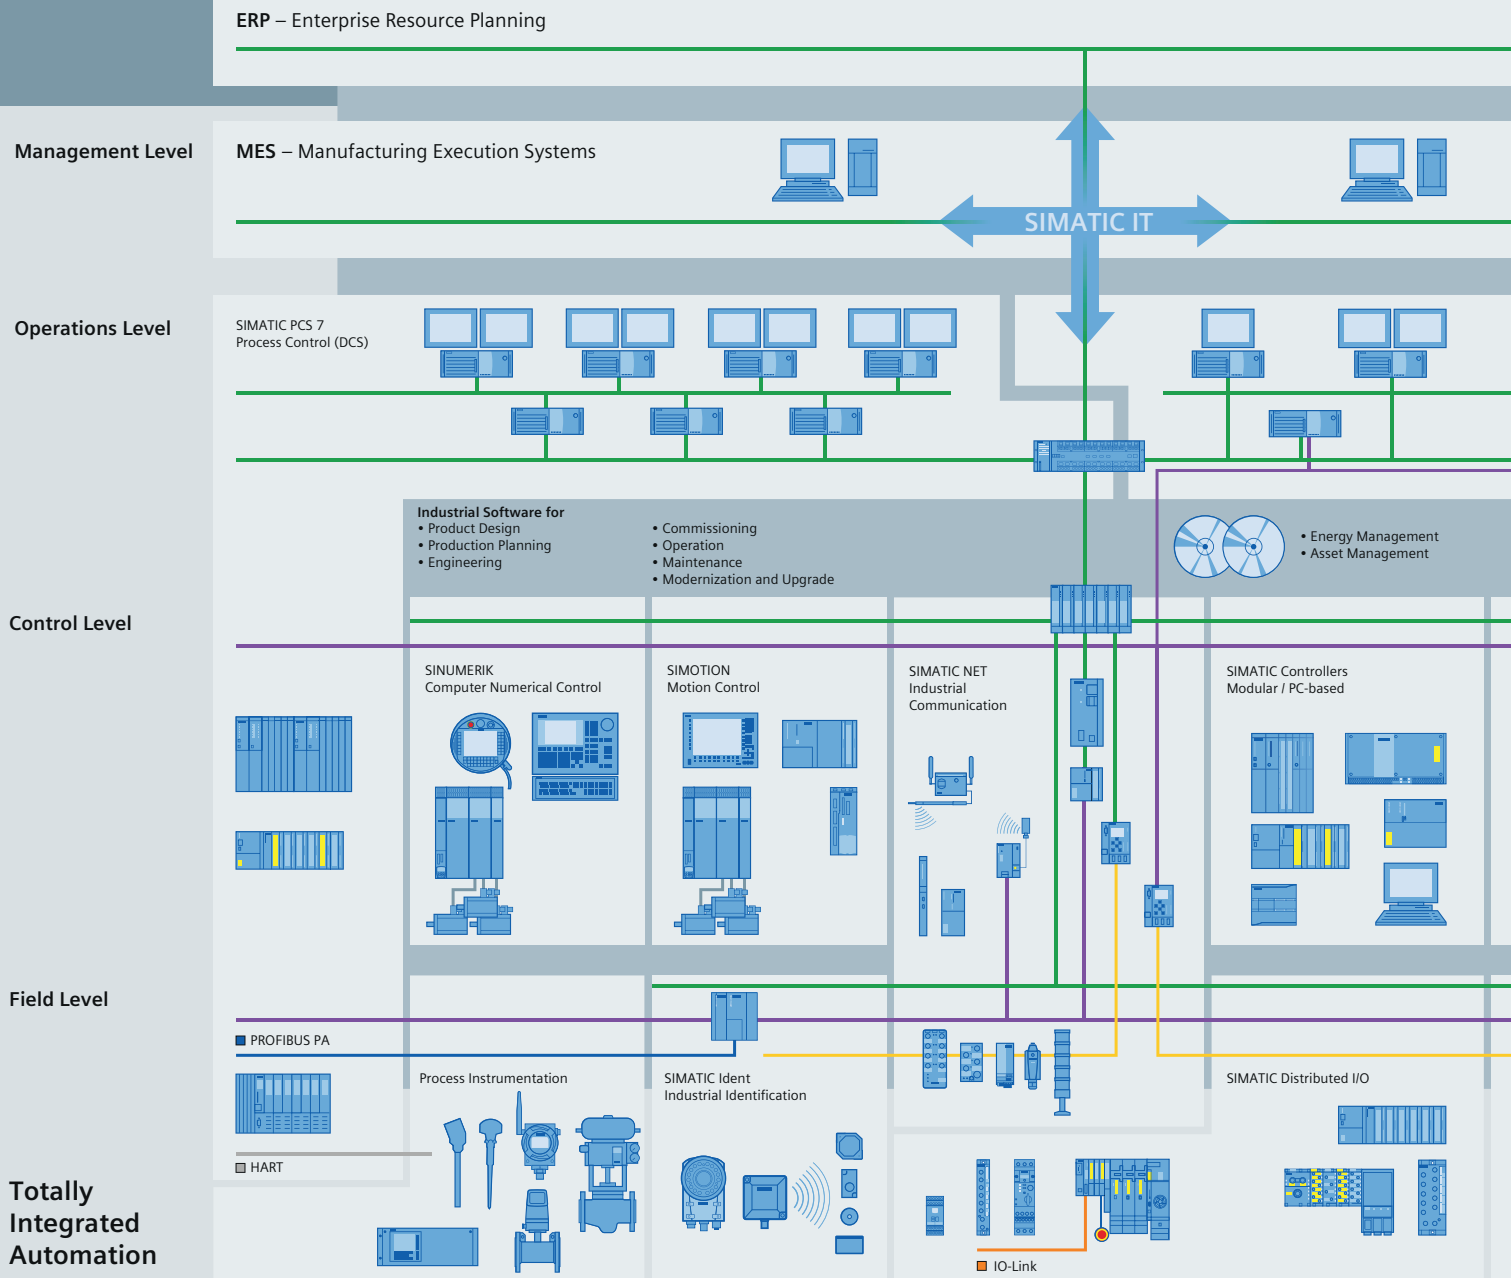 ERP – Enterprise Resource Planning
Management Level
MES – Manufacturing Execution Systems
SIMATIC IT
Operations Level
SIMATIC PCS 7
Process Control (DCS)
Industrial Software for
• Product Design
• Production Planning
• Engineering
• Commissioning
• Operation
• Maintenance
• Modernization and Upgrade
• Energy Management
• Asset Management
Control Level
SINUMERIK
Computer Numerical Control
SIMOTION
Motion Control
SIMATIC NET
Industrial
Communication
SIMATIC Controllers
Modular / PC-based
Field Level
PROFIBUS PA
Process Instrumentation
SIMATIC Ident
Industrial Identification
SIMATIC Distributed I/O
HART
IO-Link
Totally
Integrated
Automation